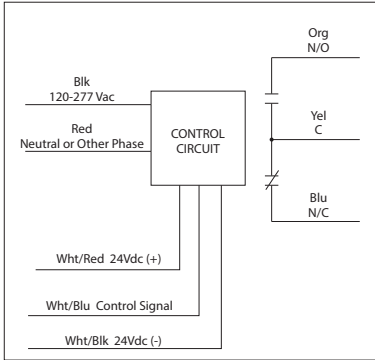 Org
N/O
Blk
120-277 Vac
Yel
C
Red
Neutral or Other Phase
CONTROL
CIRCUIT
Blu
N/C
Wht/Red 24Vdc (+)
Wht/Blu Control Signal
Wht/Blk 24Vdc (-)